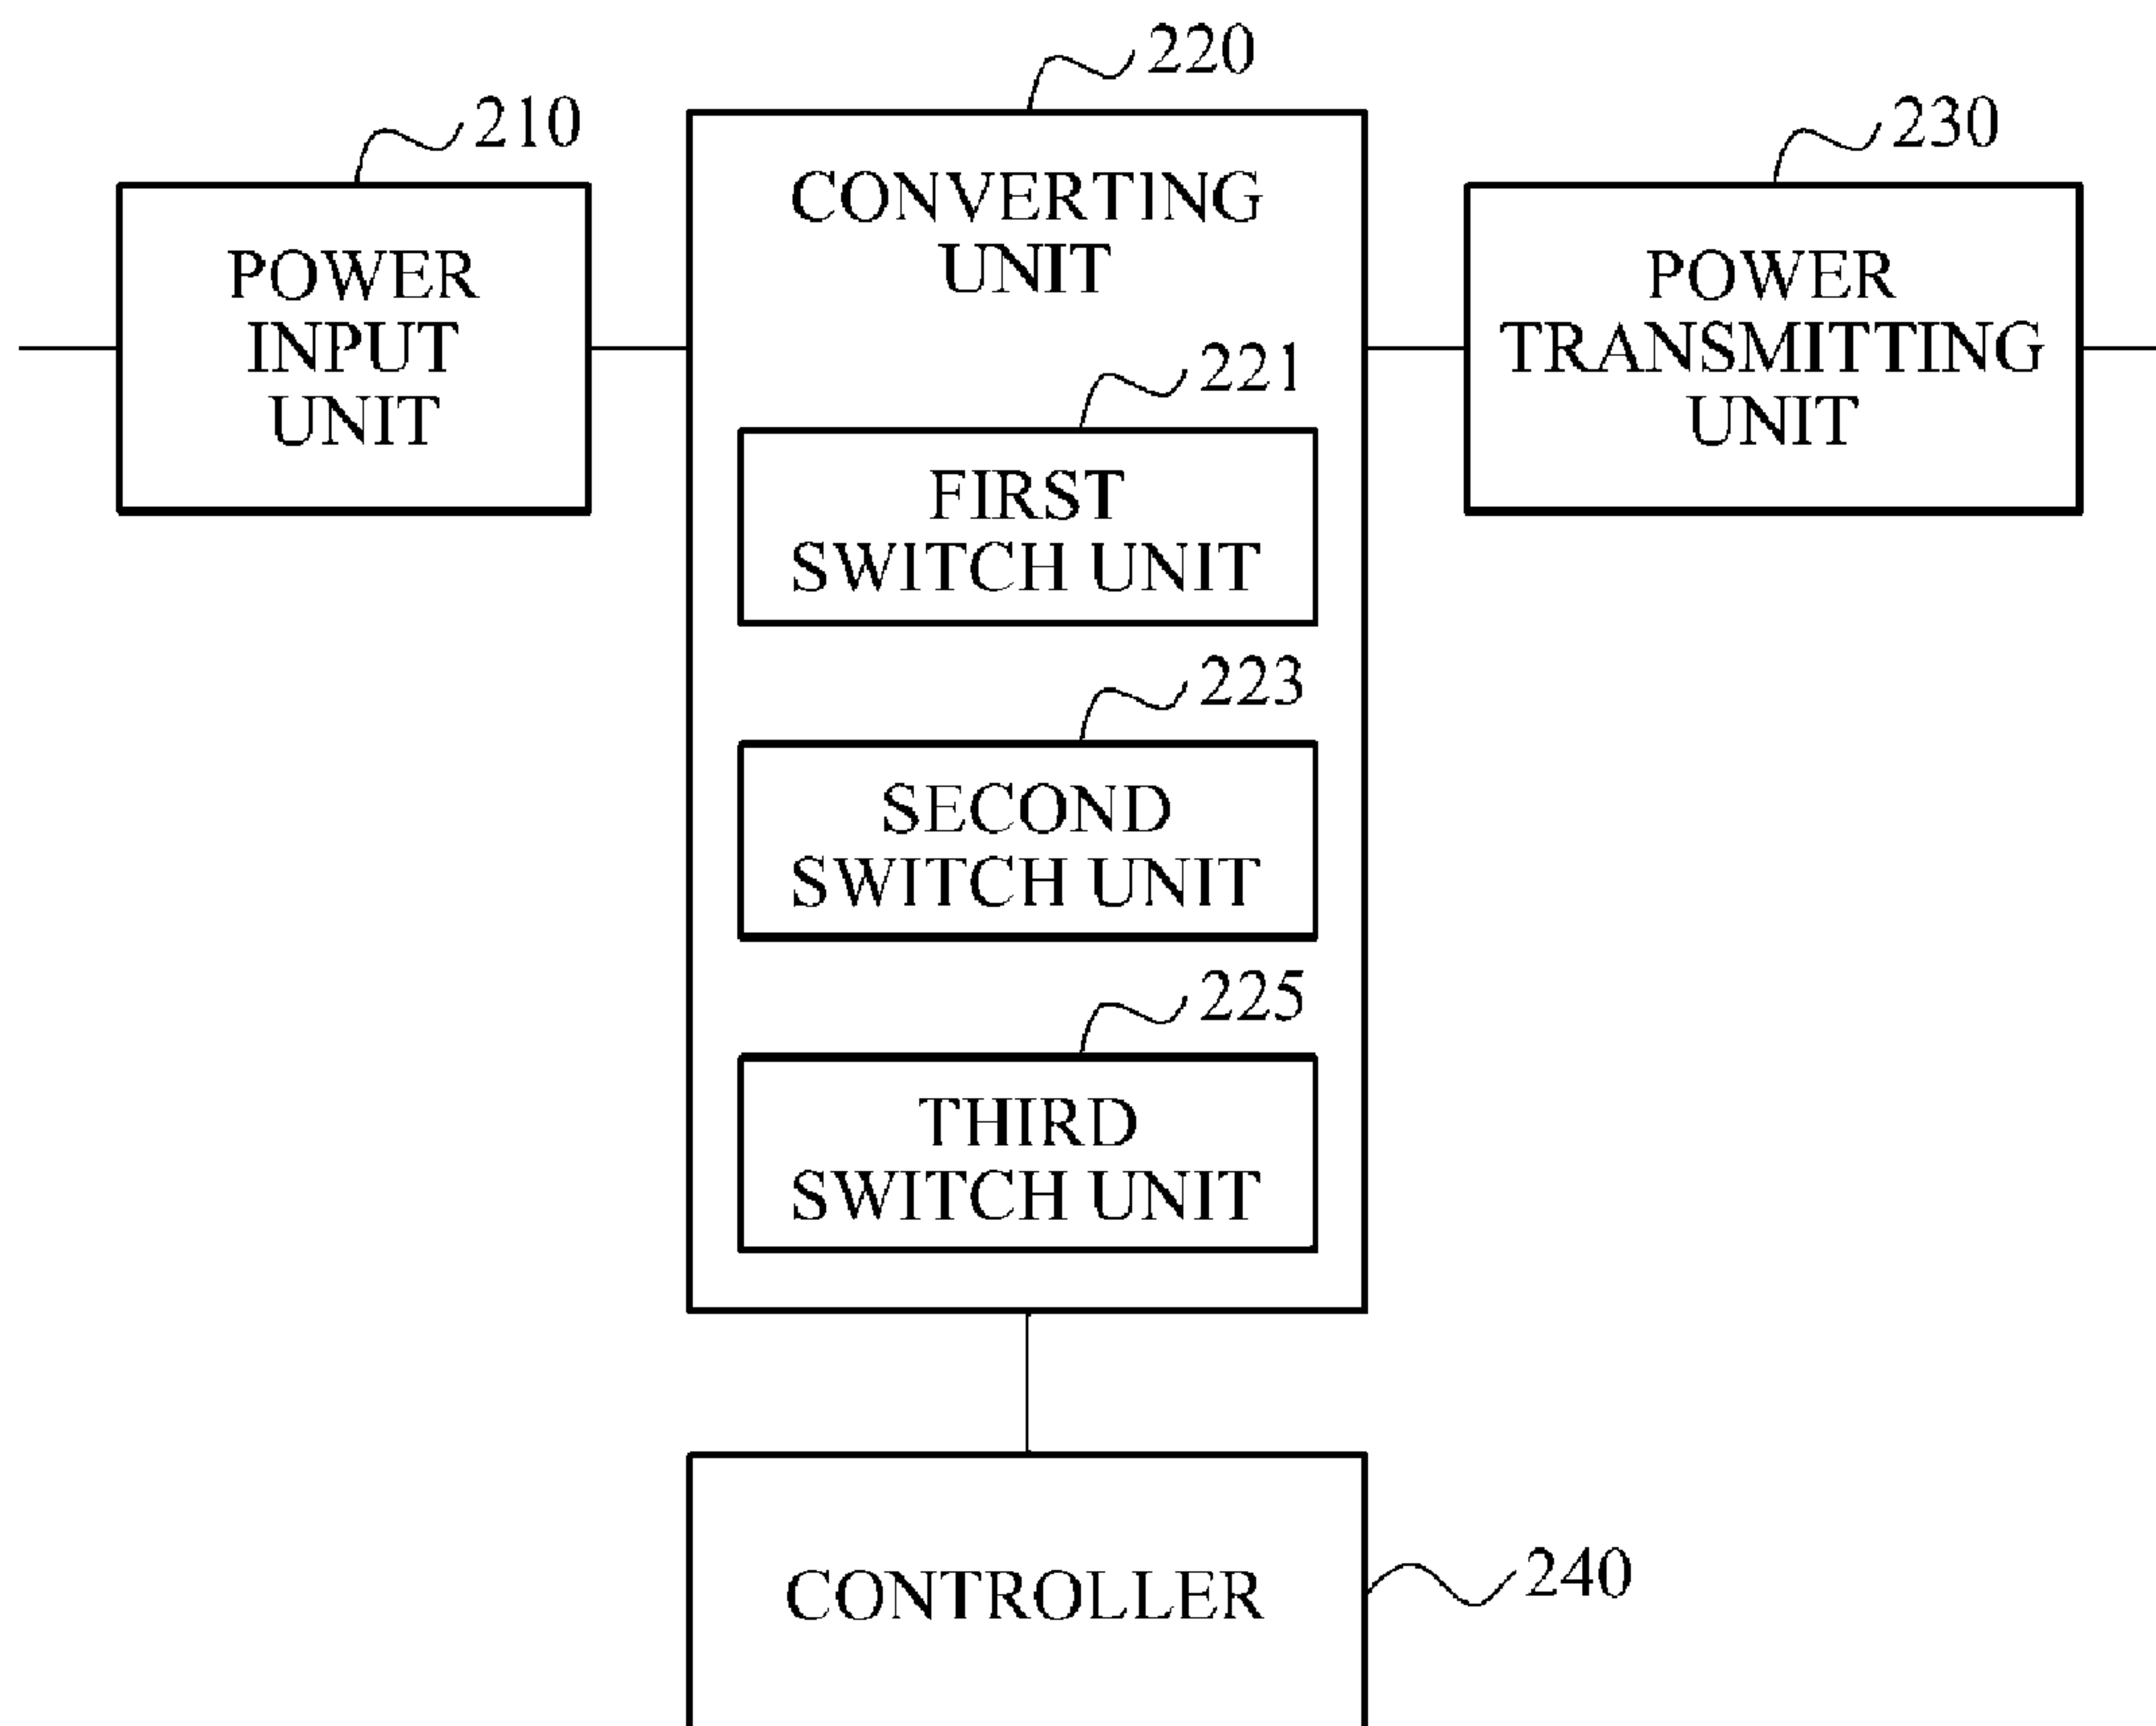 220
210
230
CONVERTING
UNIT
POWER
INPUT
UNIT
POWER
TRANSMITTING
UNIT
221
FIRST
SWITCH UNIT
223
SECOND
SWITCH UNIT
225
THIRD
SWITCH UNIT
CONTROLLER
240